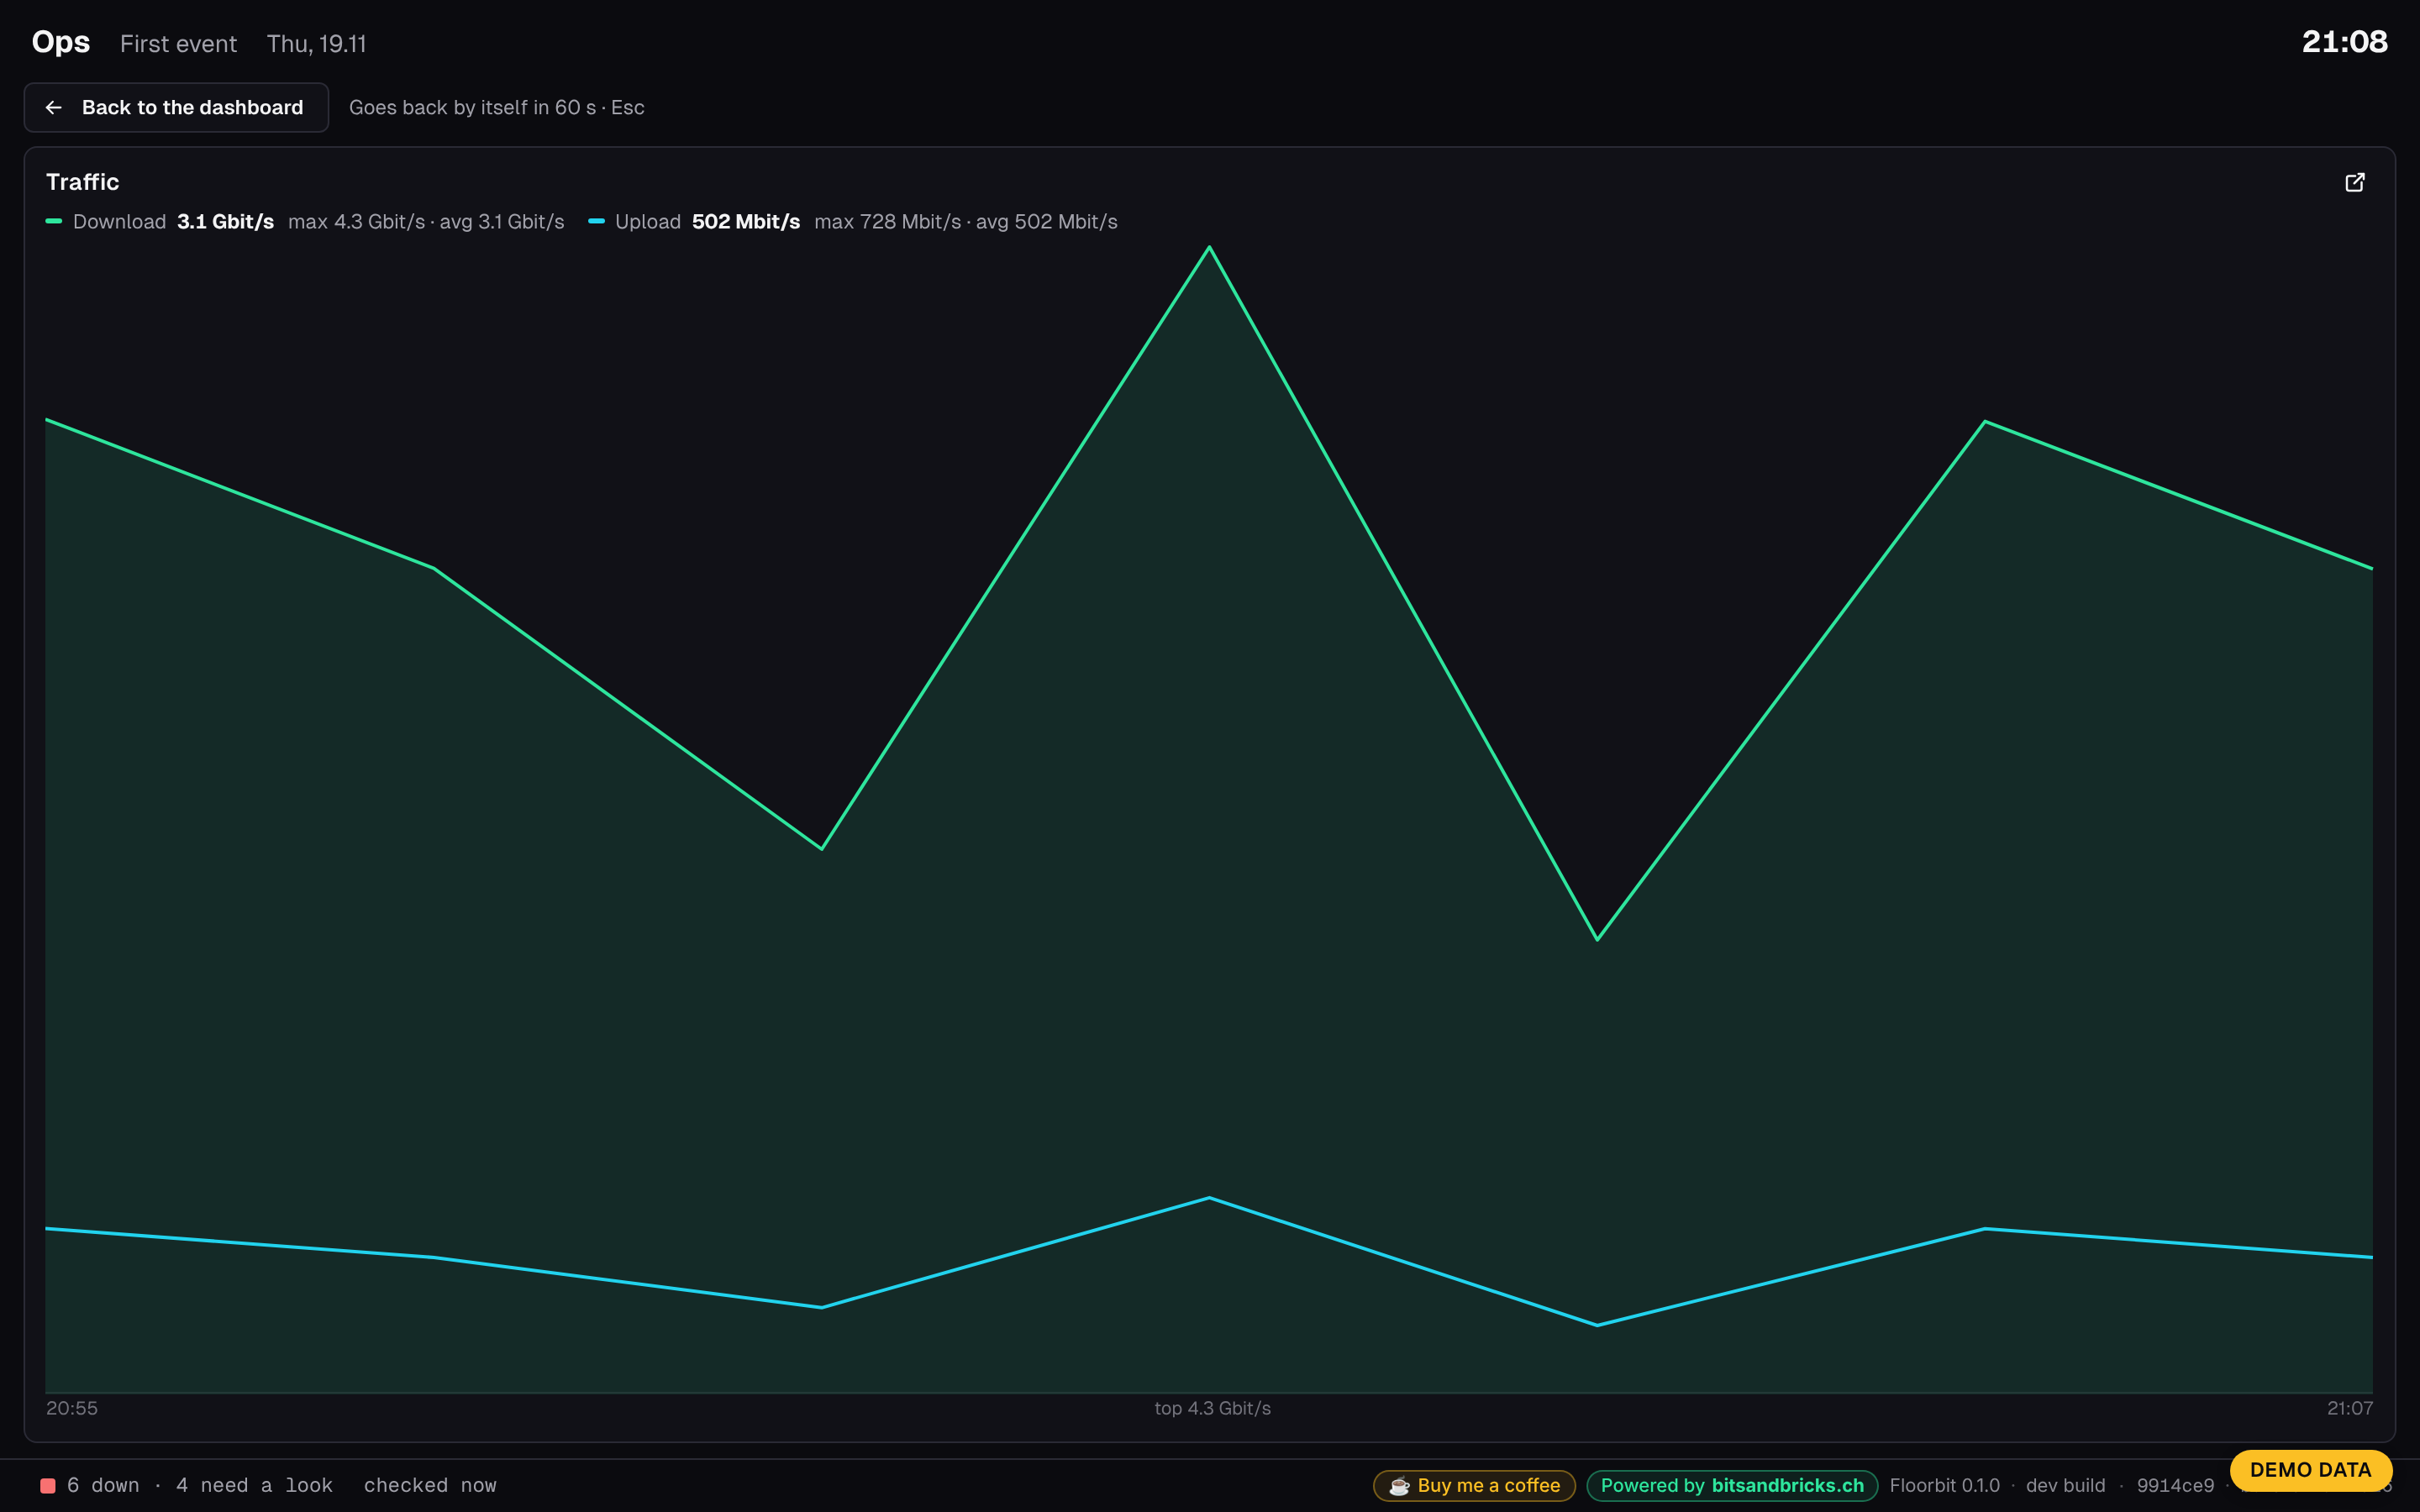 Ops First event Thu, 19.11 21:08
← Back to the dashboard Goes back by itself in 60 s · Esc
Traffic
Download 3.1 Gbit/s max 4.3 Gbit/s · avg 3.1 Gbit/s Upload 502 Mbit/s max 728 Mbit/s · avg 502 Mbit/s
20:55 top 4.3 Gbit/s 21:07
6 down · 4 need a look checked now Buy me a coffee Powered by bitsandbricks.ch Floorbit 0.1.0 · dev build · 9914ce9 ·
DEMO DATA